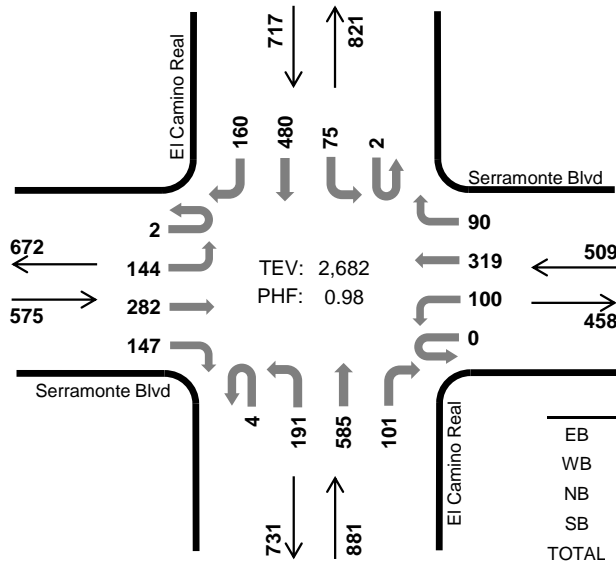 717
821
El Camino Real
160
480
75
2
Serramonte Blvd
2
90
672
144
TEV: 2,682
319
509
575
282
PHF: 0.98
100
458
147
0
Serramonte Blvd
4
191
585
101
El Camino Real
731
881
EB
WB
NB
SB
TOTAL